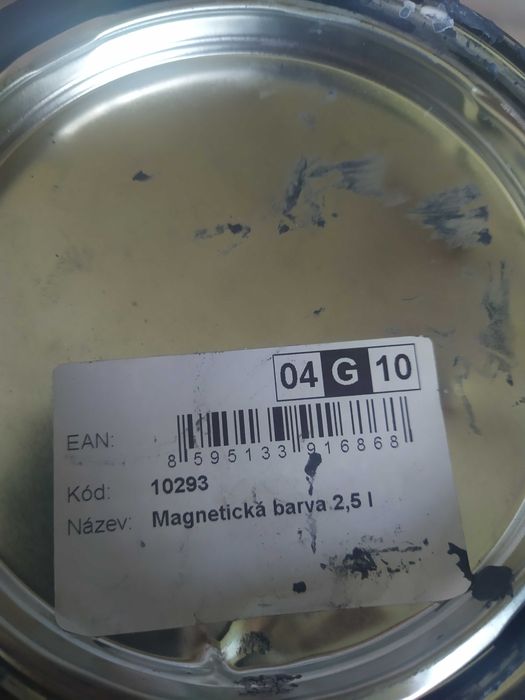 04 G 10
EAN:
8 595133 916868
Kód: 10293
Název: Magnetická barva 2,5 l